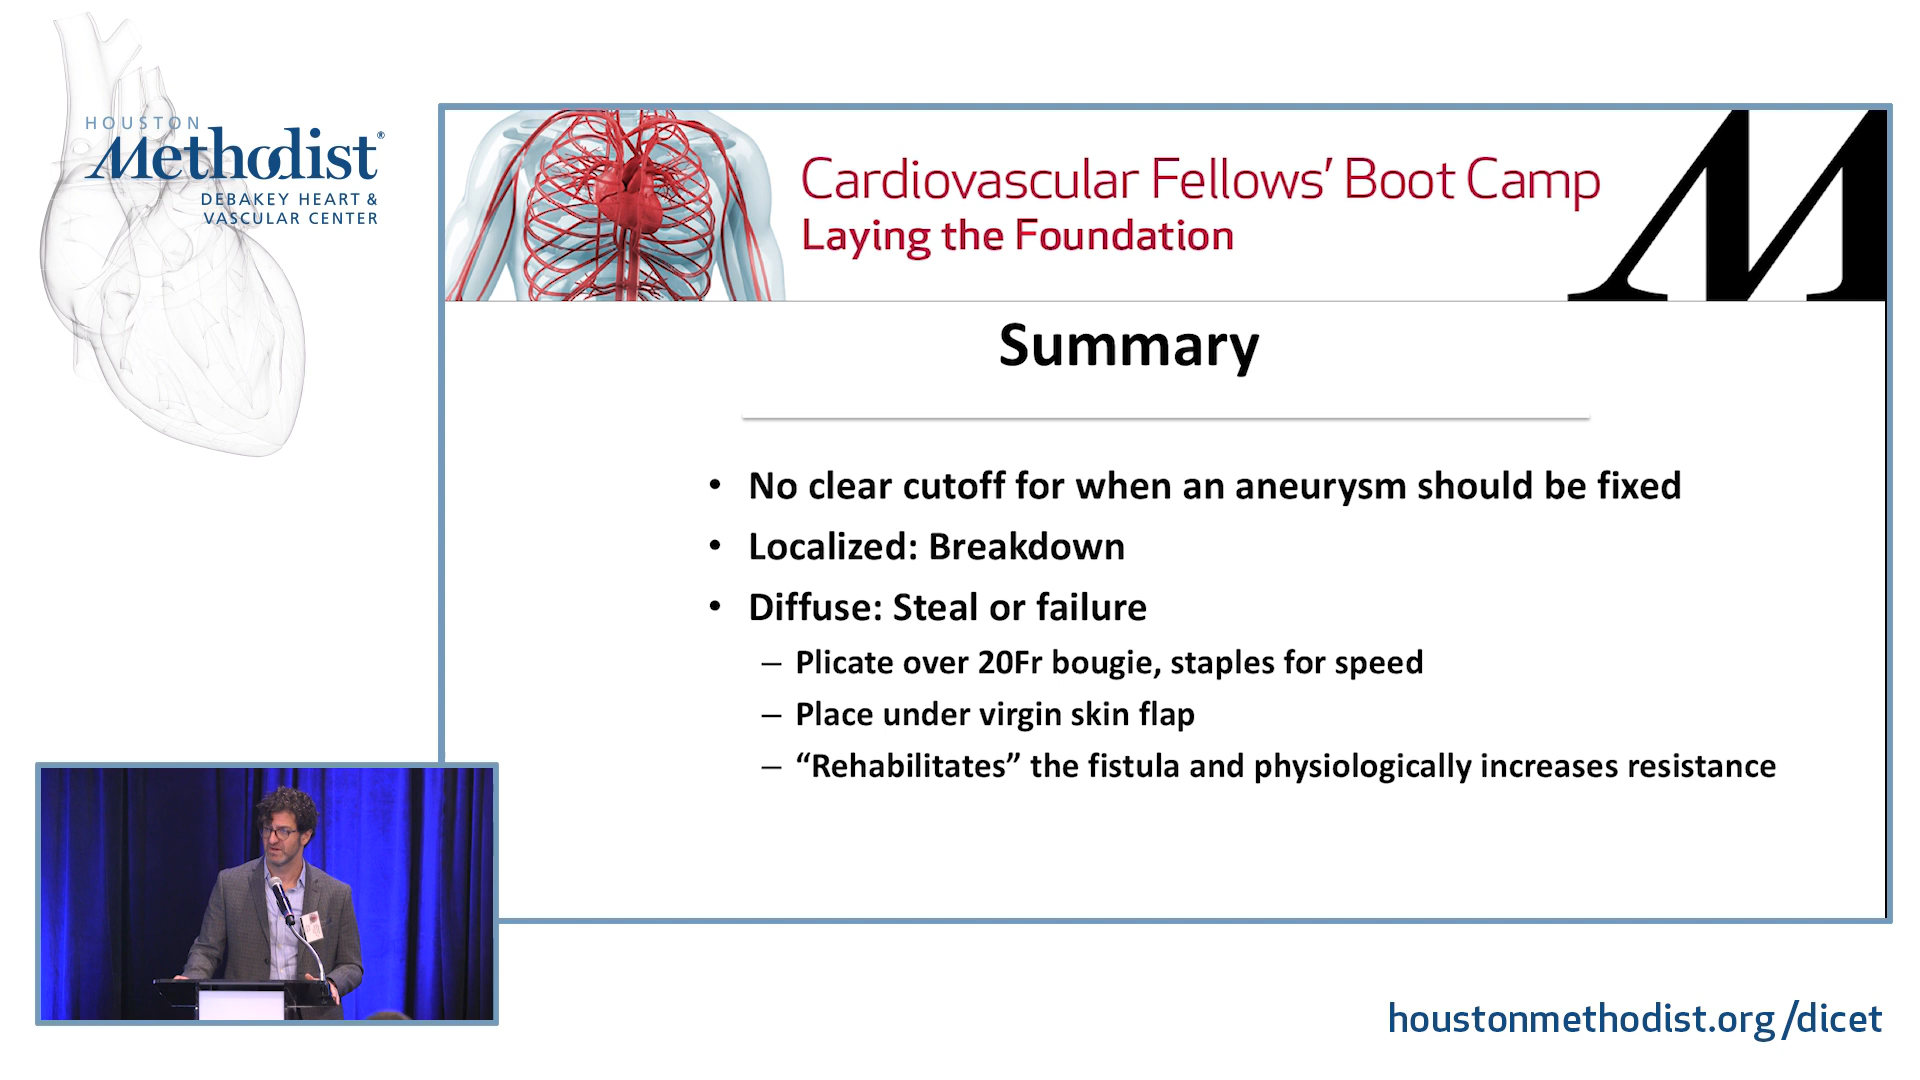 HOUSTON
Methodist®
DEBAKEY HEART &
VASCULAR CENTER
Cardiovascular Fellows’ Boot Camp
Laying the Foundation
M
Summary
• No clear cutoff for when an aneurysm should be fixed
• Localized: Breakdown
• Diffuse: Steal or failure
– Plicate over 20Fr bougie, staples for speed
– Place under virgin skin flap
– “Rehabilitates” the fistula and physiologically increases resistance
houstonmethodist.org/dicet